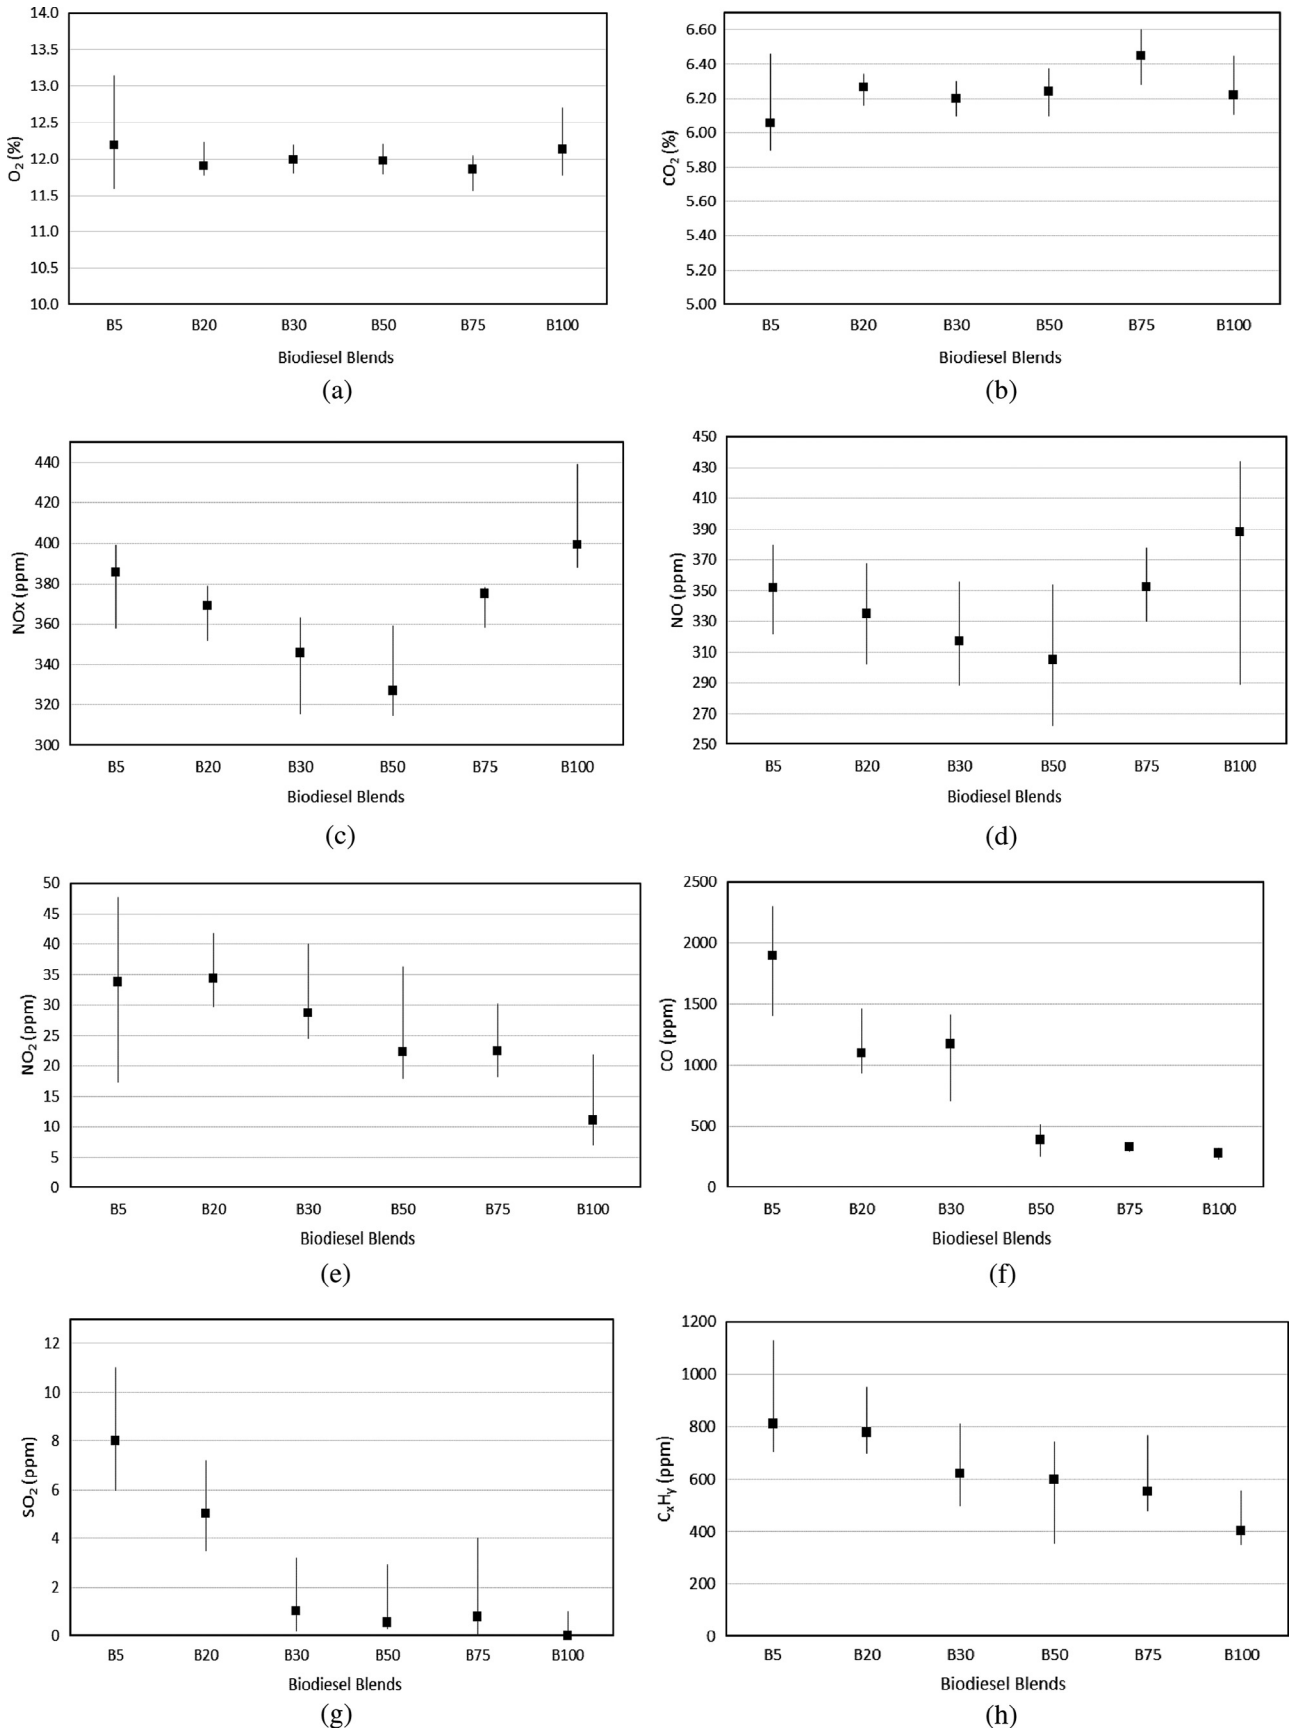 14.0
13.5
13.0
12.5
12.0
11.5
11.0
10.5
10.0
O₂ (%)
B5 B20 B30 B50 B75 B100
Biodiesel Blends
(a)
6.60
6.40
6.20
6.00
5.80
5.60
5.40
5.20
5.00
CO₂ (%)
B5 B20 B30 B50 B75 B100
Biodiesel Blends
(b)
440
420
400
380
360
340
320
300
NOx (ppm)
B5 B20 B30 B50 B75 B100
Biodiesel Blends
(c)
450
430
410
390
370
350
330
310
290
270
250
NO (ppm)
B5 B20 B30 B50 B75 B100
Biodiesel Blends
(d)
50
45
40
35
30
25
20
15
10
5
0
NO₂ (ppm)
B5 B20 B30 B50 B75 B100
Biodiesel Blends
(e)
2500
2000
1500
1000
500
0
CO (ppm)
B5 B20 B30 B50 B75 B100
Biodiesel Blends
(f)
12
10
8
6
4
2
0
SO₂ (ppm)
B5 B20 B30 B50 B75 B100
Biodiesel Blends
(g)
1200
1000
800
600
400
200
0
CₓHᵧ (ppm)
B5 B20 B30 B50 B75 B100
Biodiesel Blends
(h)